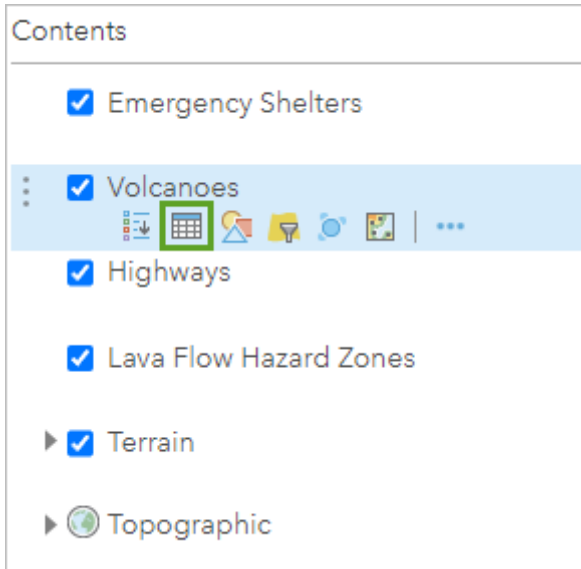 Contents
Emergency Shelters
Volcanoes
Highways
Lava Flow Hazard Zones
Terrain
Topographic